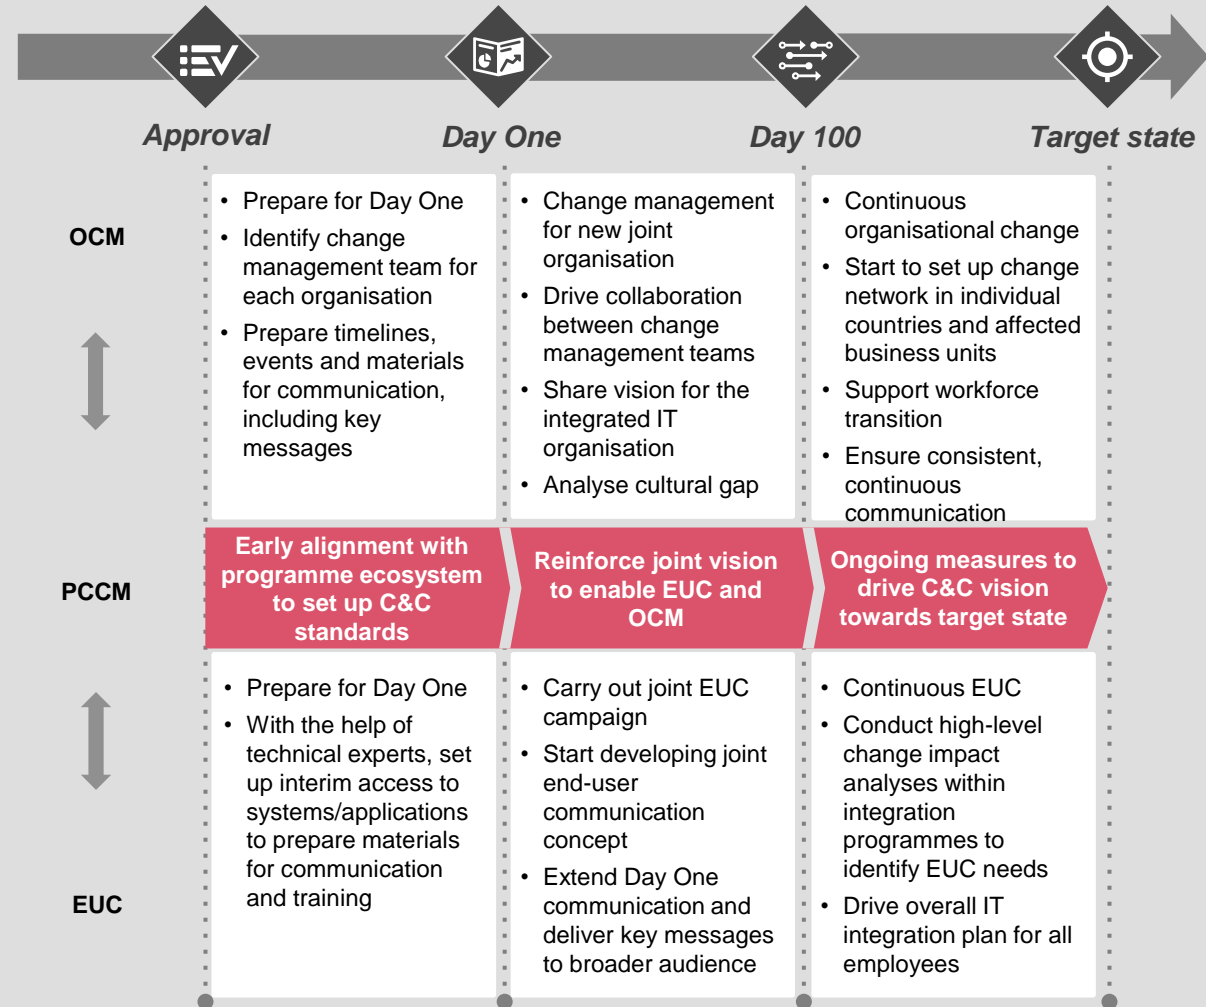 Approval
Day One
Day 100
Target state
OCM
• Prepare for Day One
• Identify change
management team for
each organisation
• Prepare timelines,
events and materials
for communication,
including key
messages
• Change management
for new joint
organisation
• Drive collaboration
between change
management teams
• Share vision for the
integrated IT
organisation
• Analyse cultural gap
• Continuous
organisational change
• Start to set up change
network in individual
countries and affected
business units
• Support workforce
transition
• Ensure consistent,
continuous
communication
PCCM
Early alignment with
programme ecosystem
to set up C&C
standards
Reinforce joint vision
to enable EUC and
OCM
Ongoing measures to
drive C&C vision
towards target state
EUC
• Prepare for Day One
• With the help of
technical experts, set
up interim access to
systems/applications
to prepare materials
for communication
and training
• Carry out joint EUC
campaign
• Start developing joint
end-user
communication
concept
• Extend Day One
communication and
deliver key messages
to broader audience
• Continuous EUC
• Conduct high-level
change impact
analyses within
integration
programmes to
identify EUC needs
• Drive overall IT
integration plan for all
employees